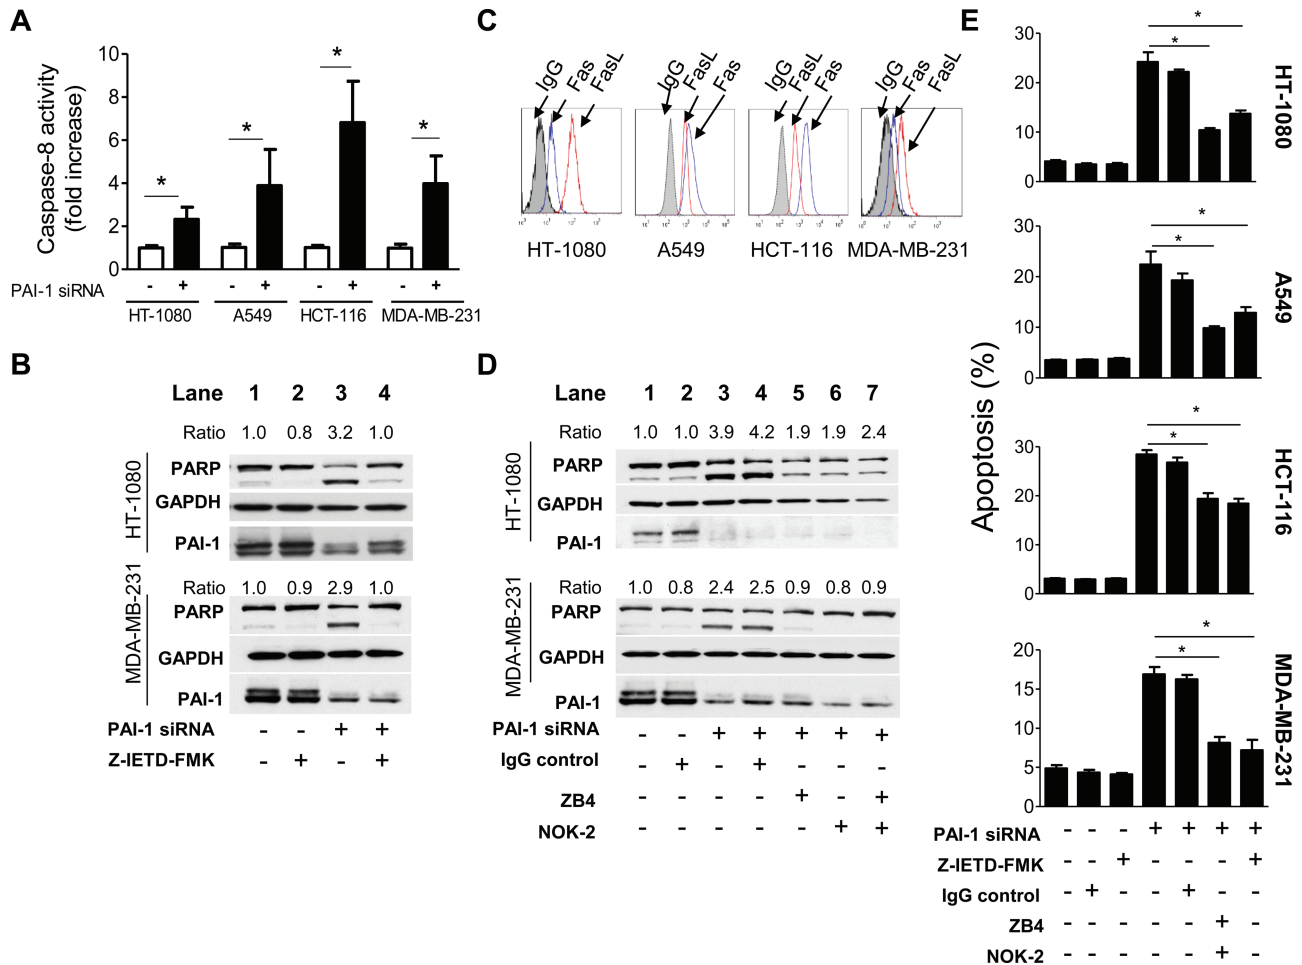 A
Caspase-8 activity
(fold increase)
10
8
6
4
2
0
* * * *
PAI-1 siRNA - + - + - + - +
HT-1080 A549 HCT-116 MDA-MB-231
B
Lane 1 2 3 4
HT-1080
Ratio 1.0 0.8 3.2 1.0
PARP
GAPDH
PAI-1
MDA-MB-231
Ratio 1.0 0.9 2.9 1.0
PARP
GAPDH
PAI-1
PAI-1 siRNA - - + +
Z-IETD-FMK - + - +
C
IgG Fas FasL
IgG FasL Fas
IgG FasL Fas
IgG Fas FasL
HT-1080 A549 HCT-116 MDA-MB-231
D
Lane 1 2 3 4 5 6 7
HT-1080
Ratio 1.0 1.0 3.9 4.2 1.9 1.9 2.4
PARP
GAPDH
PAI-1
MDA-MB-231
Ratio 1.0 0.8 2.4 2.5 0.9 0.8 0.9
PARP
GAPDH
PAI-1
PAI-1 siRNA - - + + + + +
IgG control - + - + - - -
ZB4 - - - - + - +
NOK-2 - - - - - + +
E
Apoptosis (%)
30
20
10
0
* *
HT-1080
30
20
10
0
* *
A549
30
20
10
0
* *
HCT-116
20
15
10
5
0
* *
MDA-MB-231
PAI-1 siRNA - - - + + + +
Z-IETD-FMK - - + - - - +
IgG control - + - - + - -
ZB4 - - - - - + -
NOK-2 - - - - - + -